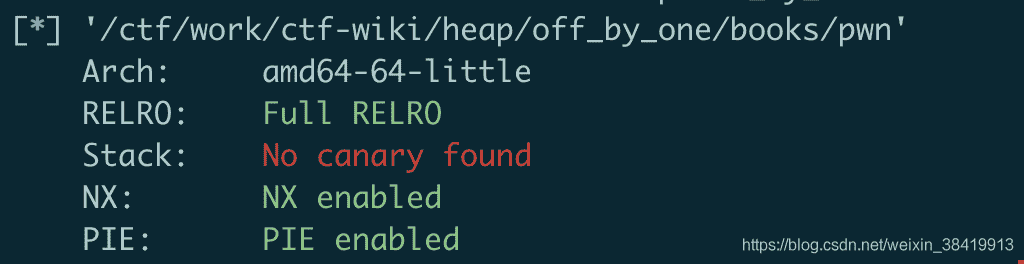 [*] '/ctf/work/ctf-wiki/heap/off_by_one/books/pwn'
Arch: amd64-64-little
RELRO: Full RELRO
Stack: No canary found
NX: NX enabled
PIE: PIE enabled
https://blog.csdn.net/weixin_38419913